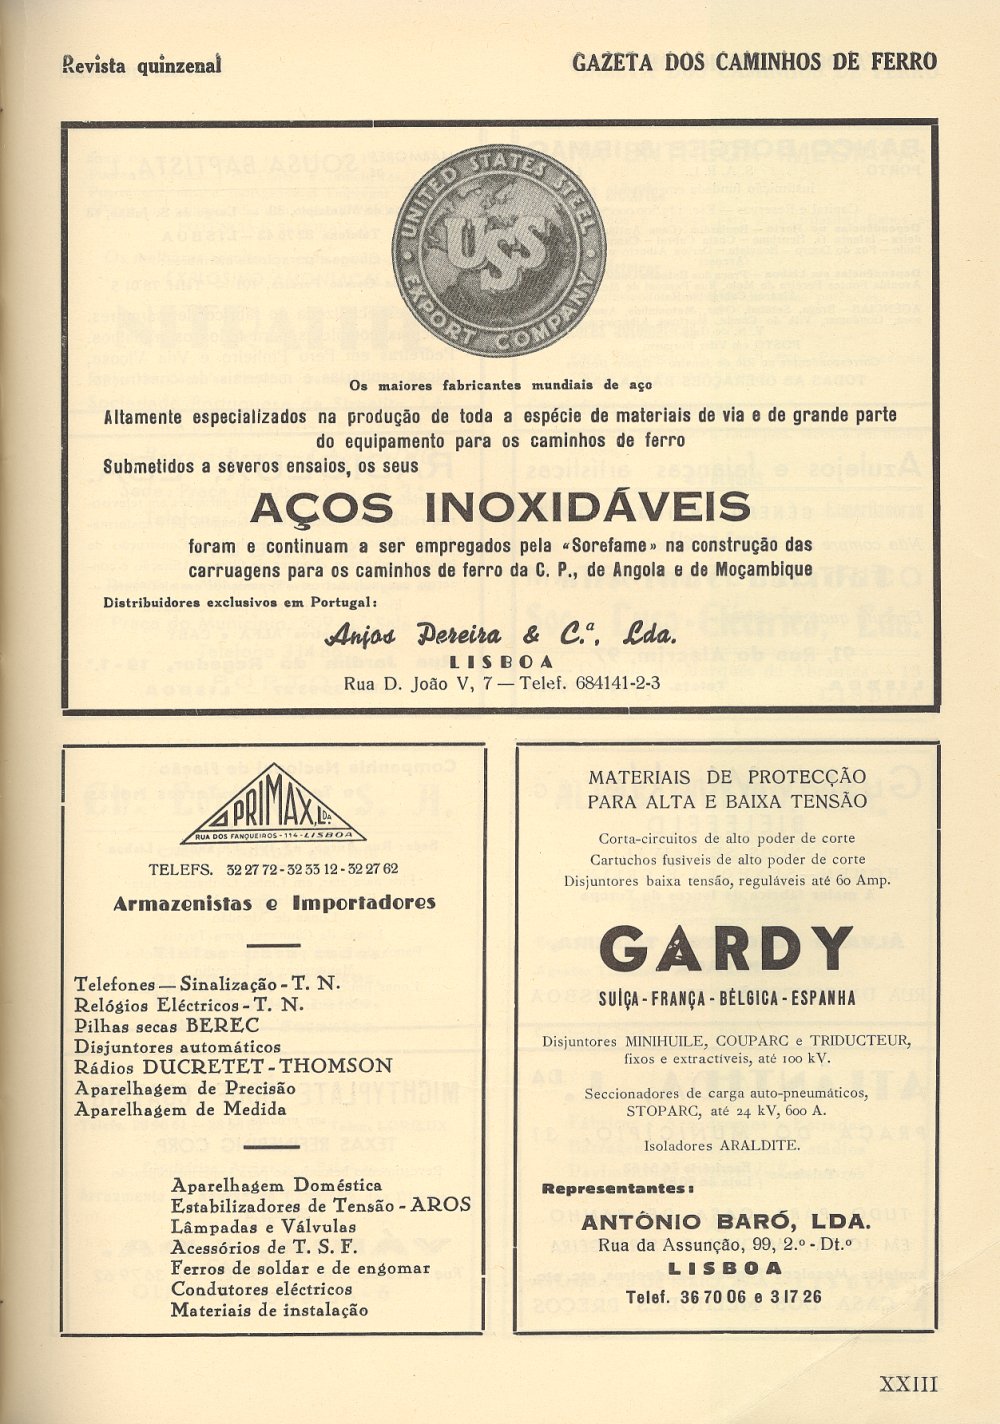 Revista quinzenal
GAZETA DOS CAMINHOS DE FERRO
UNITED STATES STEEL
USS
EXPORT COMPANY
Os maiores fabricantes mundiais de aço
Altamente especializados na produção de toda a espécie de materiais de via e de grande parte
do equipamento para os caminhos de ferro
Submetidos a severos ensaios, os seus
AÇOS INOXIDÁVEIS
foram e continuam a ser empregados pela «Sorefame» na construção das
carruagens para os caminhos de ferro da C. P., de Angola e de Moçambique
Distribuidores exclusivos em Portugal:
Anjos Pereira & C.ª, Lda.
LISBOA
Rua D. João V, 7 — Telef. 684141-2-3
PRIMAX, LDA
RUA DOS FANQUEIROS-114-LISBOA
TELEFS. 32 27 72 - 32 33 12 - 32 27 62
Armazenistas e Importadores
Telefones — Sinalização - T. N.
Relógios Eléctricos - T. N.
Pilhas secas BEREC
Disjuntores automáticos
Rádios DUCRETET - THOMSON
Aparelhagem de Precisão
Aparelhagem de Medida
Aparelhagem Doméstica
Estabilizadores de Tensão - AROS
Lâmpadas e Válvulas
Acessórios de T. S. F.
Ferros de soldar e de engomar
Condutores eléctricos
Materiais de instalação
MATERIAIS DE PROTECÇÃO
PARA ALTA E BAIXA TENSÃO
Corta-circuitos de alto poder de corte
Cartuchos fusiveis de alto poder de corte
Disjuntores baixa tensão, reguláveis até 60 Amp.
GARDY
SUÍÇA - FRANÇA - BÉLGICA - ESPANHA
Disjuntores MINIHUILE, COUPARC e TRIDUCTEUR,
fixos e extractíveis, até 100 kV.
Seccionadores de carga auto-pneumáticos,
STOPARC, até 24 kV, 600 A.
Isoladores ARALDITE.
Representantes:
ANTÓNIO BARÓ, LDA.
Rua da Assunção, 99, 2.º - Dt.º
LISBOA
Telef. 36 70 06 e 3 17 26
XXIII